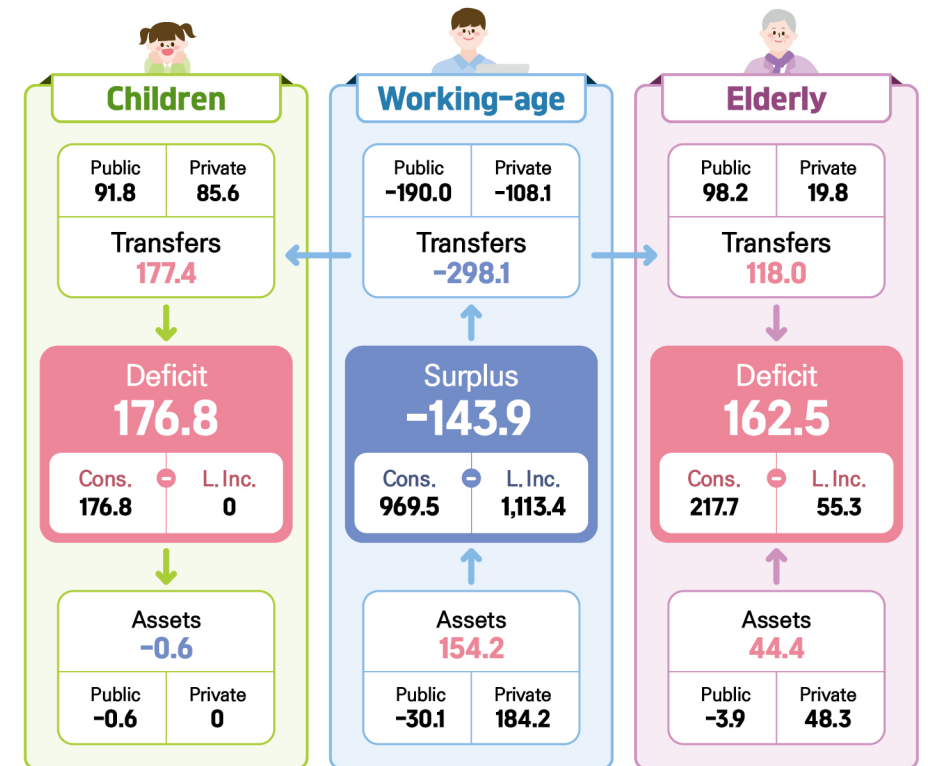 Children
Public Private
91.8 85.6
Transfers
177.4
Deficit
176.8
Cons. - L. Inc.
176.8 0
Assets
-0.6
Public Private
-0.6 0
Working-age
Public Private
-190.0 -108.1
Transfers
-298.1
Surplus
-143.9
Cons. - L. Inc.
969.5 1,113.4
Assets
154.2
Public Private
-30.1 184.2
Elderly
Public Private
98.2 19.8
Transfers
118.0
Deficit
162.5
Cons. - L. Inc.
217.7 55.3
Assets
44.4
Public Private
-3.9 48.3